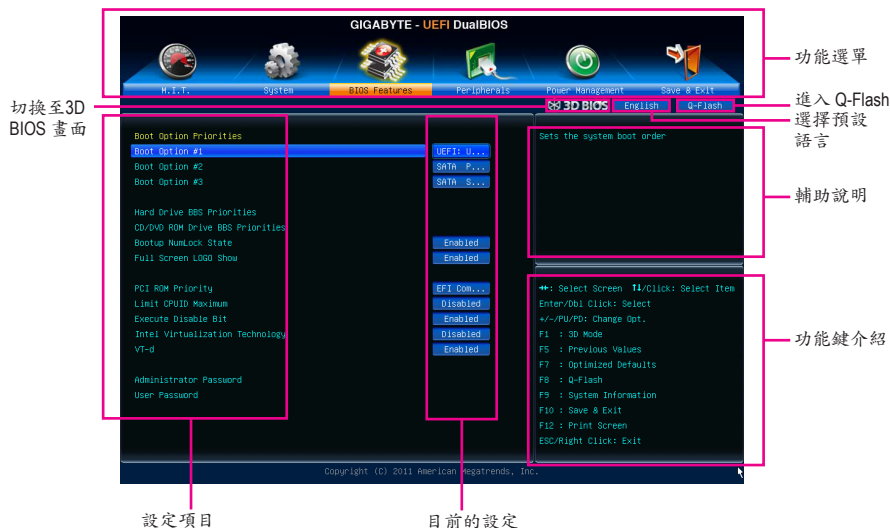 GIGABYTE - UEFI DualBIOS
M.I.T.
System
BIOS Features
Peripherals
Power Management
Save & Exit
功能選單
切換至3D
BIOS 畫面
3D BIOS
English
Q-Flash
進入 Q-Flash
選擇預設
語言
Boot Option Priorities
Boot Option #1 UEFI: U...
Boot Option #2 SATA P...
Boot Option #3 SATA S...
Hard Drive BBS Priorities
CD/DVD ROM Drive BBS Priorities
Bootup NumLock State Enabled
Full Screen LOGO Show Enabled
PCI ROM Priority EFI Com...
Limit CPUID Maximum Disabled
Execute Disable Bit Enabled
Intel Virtualization Technology Disabled
VT-d Enabled
Administrator Password
User Password
Sets the system boot order
輔助說明
→←: Select Screen ↑↓/Click: Select Item
Enter/Dbl Click: Select
+/-/PU/PD: Change Opt.
F1 : 3D Mode
F5 : Previous Values
F7 : Optimized Defaults
F8 : Q-Flash
F9 : System Information
F10 : Save & Exit
F12 : Print Screen
ESC/Right Click: Exit
功能鍵介紹
Copyright (C) 2011 American Megatrends, Inc.
設定項目
目前的設定